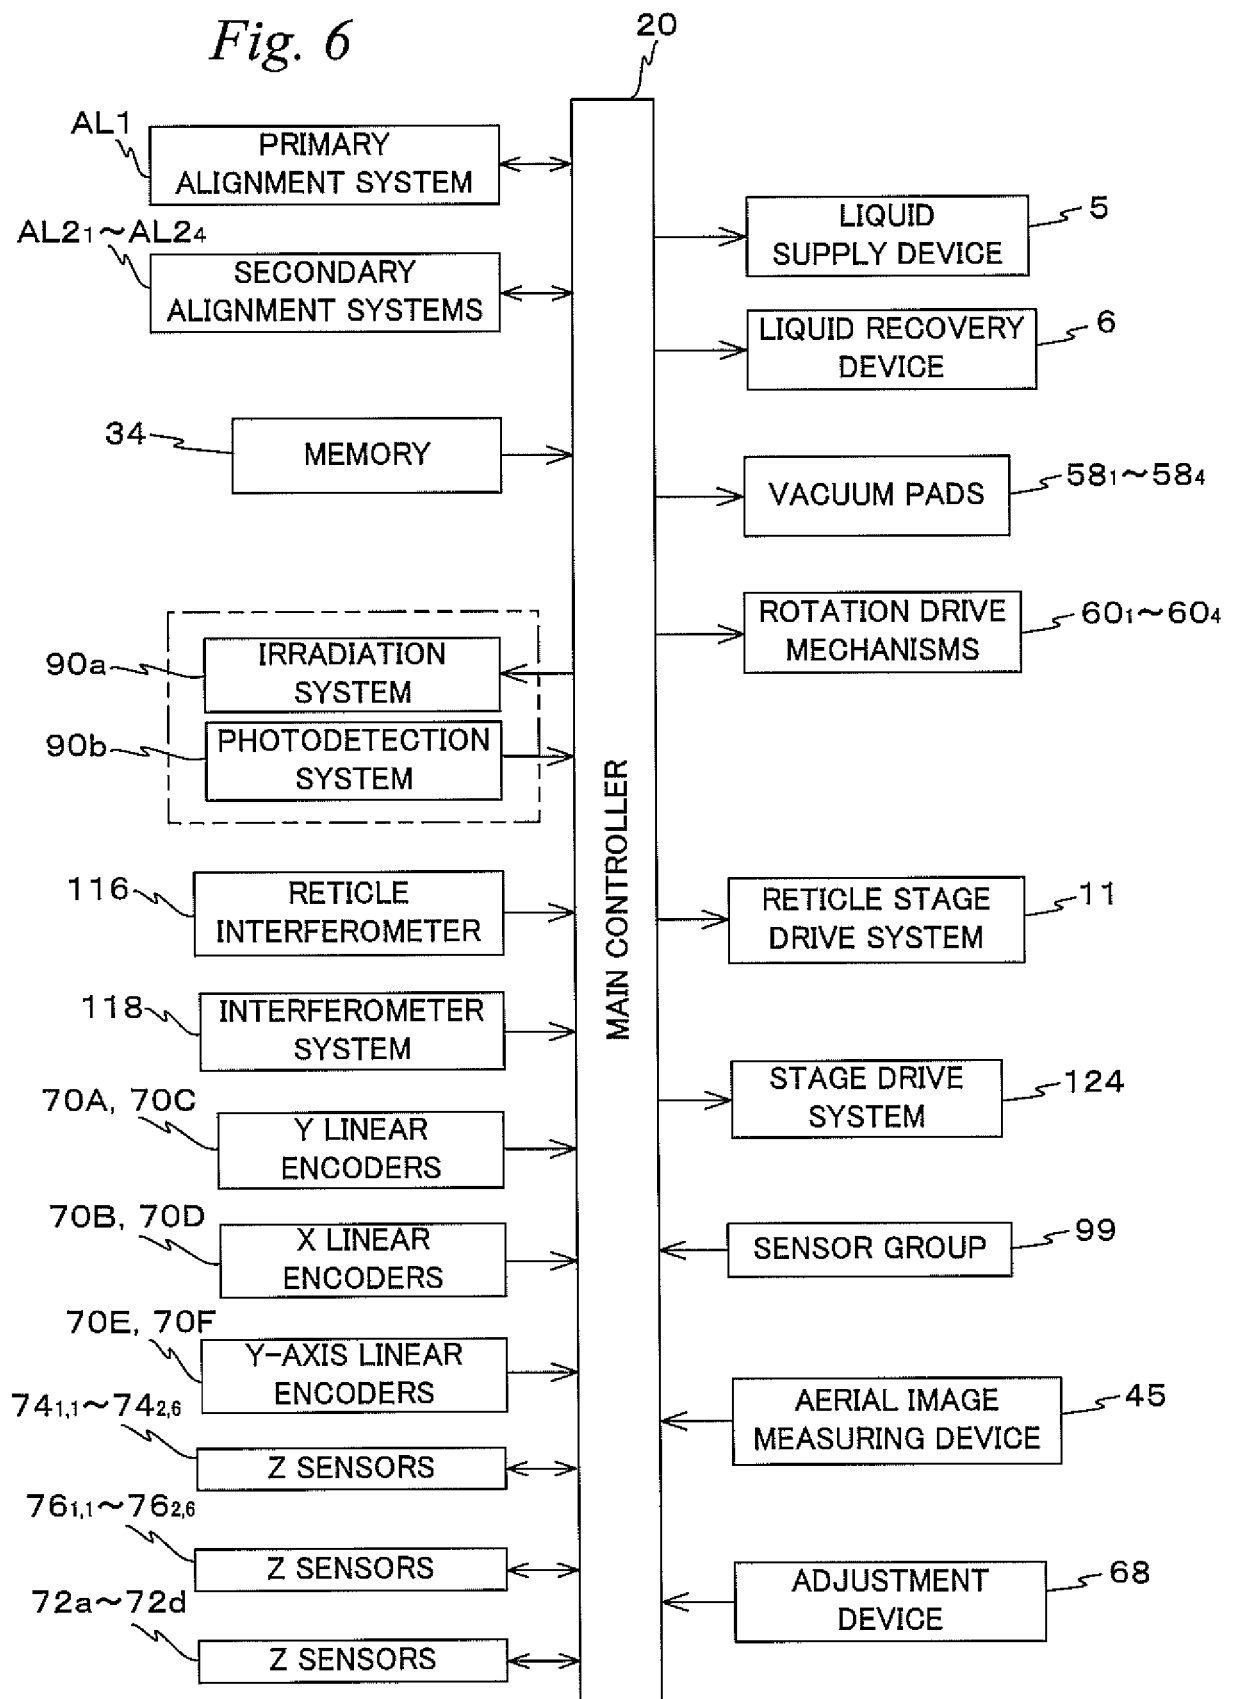 Fig. 6
20
AL1
PRIMARY
ALIGNMENT SYSTEM
AL2₁~AL2₄
SECONDARY
ALIGNMENT SYSTEMS
34
MEMORY
90a
IRRADIATION
SYSTEM
90b
PHOTODETECTION
SYSTEM
116
RETICLE
INTERFEROMETER
118
INTERFEROMETER
SYSTEM
70A, 70C
Y LINEAR
ENCODERS
70B, 70D
X LINEAR
ENCODERS
70E, 70F
Y-AXIS LINEAR
ENCODERS
74₁,₁~74₂,₆
Z SENSORS
76₁,₁~76₂,₆
Z SENSORS
72a~72d
Z SENSORS
MAIN CONTROLLER
LIQUID
SUPPLY DEVICE
5
LIQUID RECOVERY
DEVICE
6
VACUUM PADS
58₁~58₄
ROTATION DRIVE
MECHANISMS
60₁~60₄
RETICLE STAGE
DRIVE SYSTEM
11
STAGE DRIVE
SYSTEM
124
SENSOR GROUP
99
AERIAL IMAGE
MEASURING DEVICE
45
ADJUSTMENT
DEVICE
68